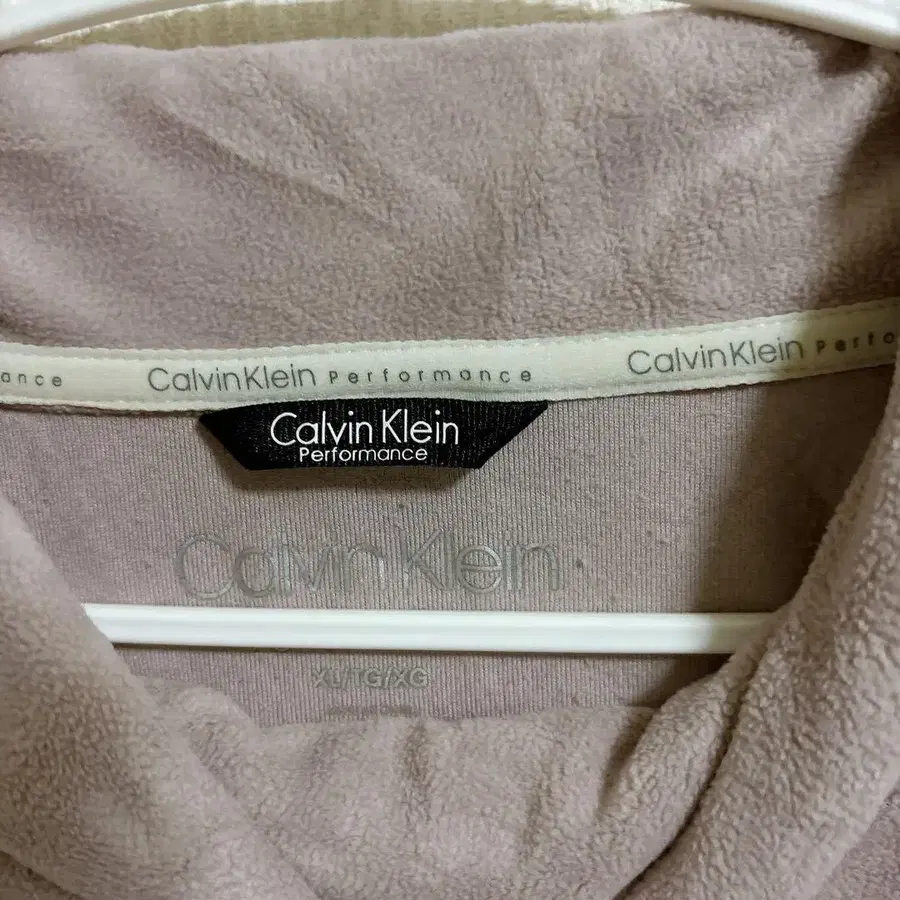 ance CalvinKlein Performance CalvinKlein Perfo
Calvin Klein
Performance
Calvin Klein
XL/TG/XG